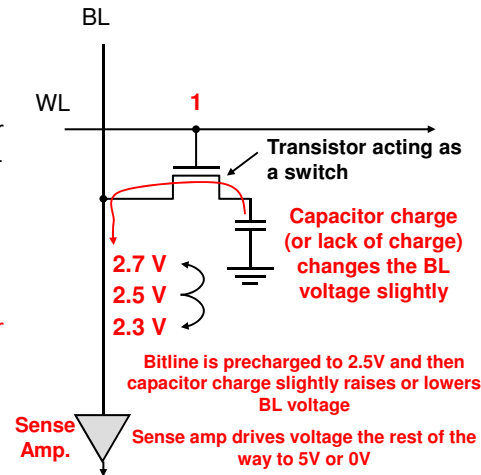 BL
WL
1
r
Transistor acting as
a switch
Capacitor charge
(or lack of charge)
changes the BL
voltage slightly
2.7 V
2.5 V
2.3 V
r
Bitline is precharged to 2.5V and then
capacitor charge slightly raises or lowers
BL voltage
Sense
Amp.
Sense amp drives voltage the rest of the
way to 5V or 0V